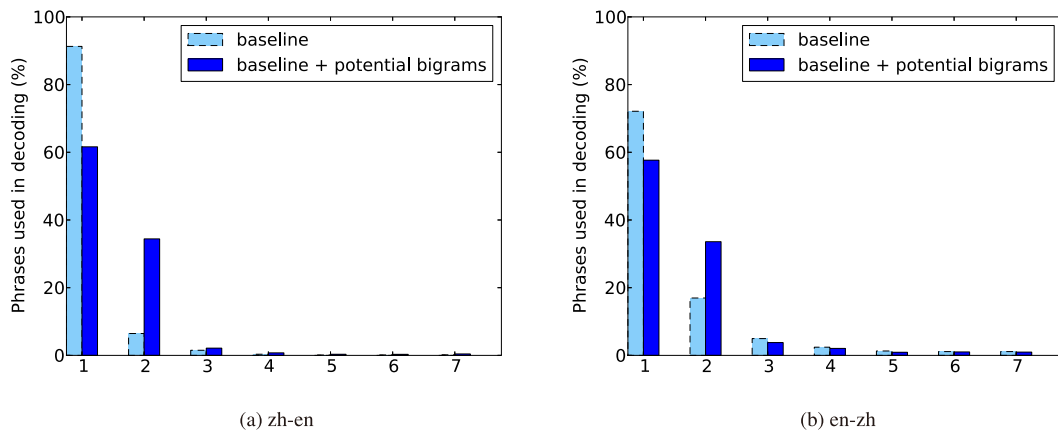 100
80
60
40
20
0
Phrases used in decoding (%)
baseline
baseline + potential bigrams
1 2 3 4 5 6 7
(a) zh-en
100
80
60
40
20
0
Phrases used in decoding (%)
baseline
baseline + potential bigrams
1 2 3 4 5 6 7
(b) en-zh